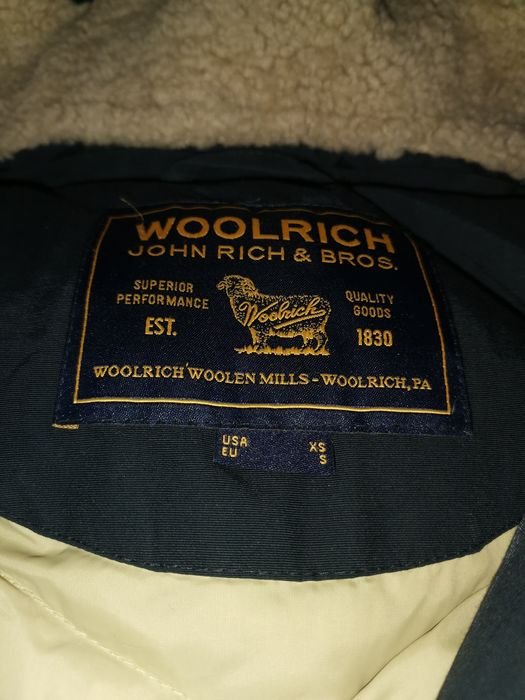 WOOLRICH
JOHN RICH & BROS.
SUPERIOR
PERFORMANCE
EST.
Woolrich
QUALITY
GOODS
1830
WOOLRICH WOOLEN MILLS - WOOLRICH, PA
USA XS
EU S